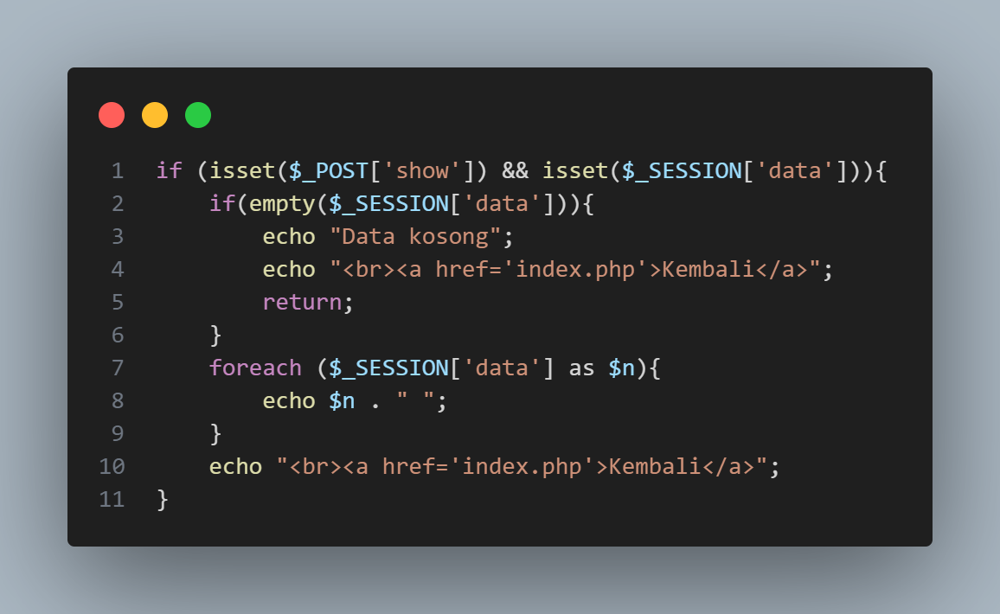 1 if (isset($_POST['show']) && isset($_SESSION['data'])){
2     if(empty($_SESSION['data'])){
3         echo "Data kosong";
4         echo "<br><a href='index.php'>Kembali</a>";
5         return;
6     }
7     foreach ($_SESSION['data'] as $n){
8         echo $n . " ";
9     }
10     echo "<br><a href='index.php'>Kembali</a>";
11 }